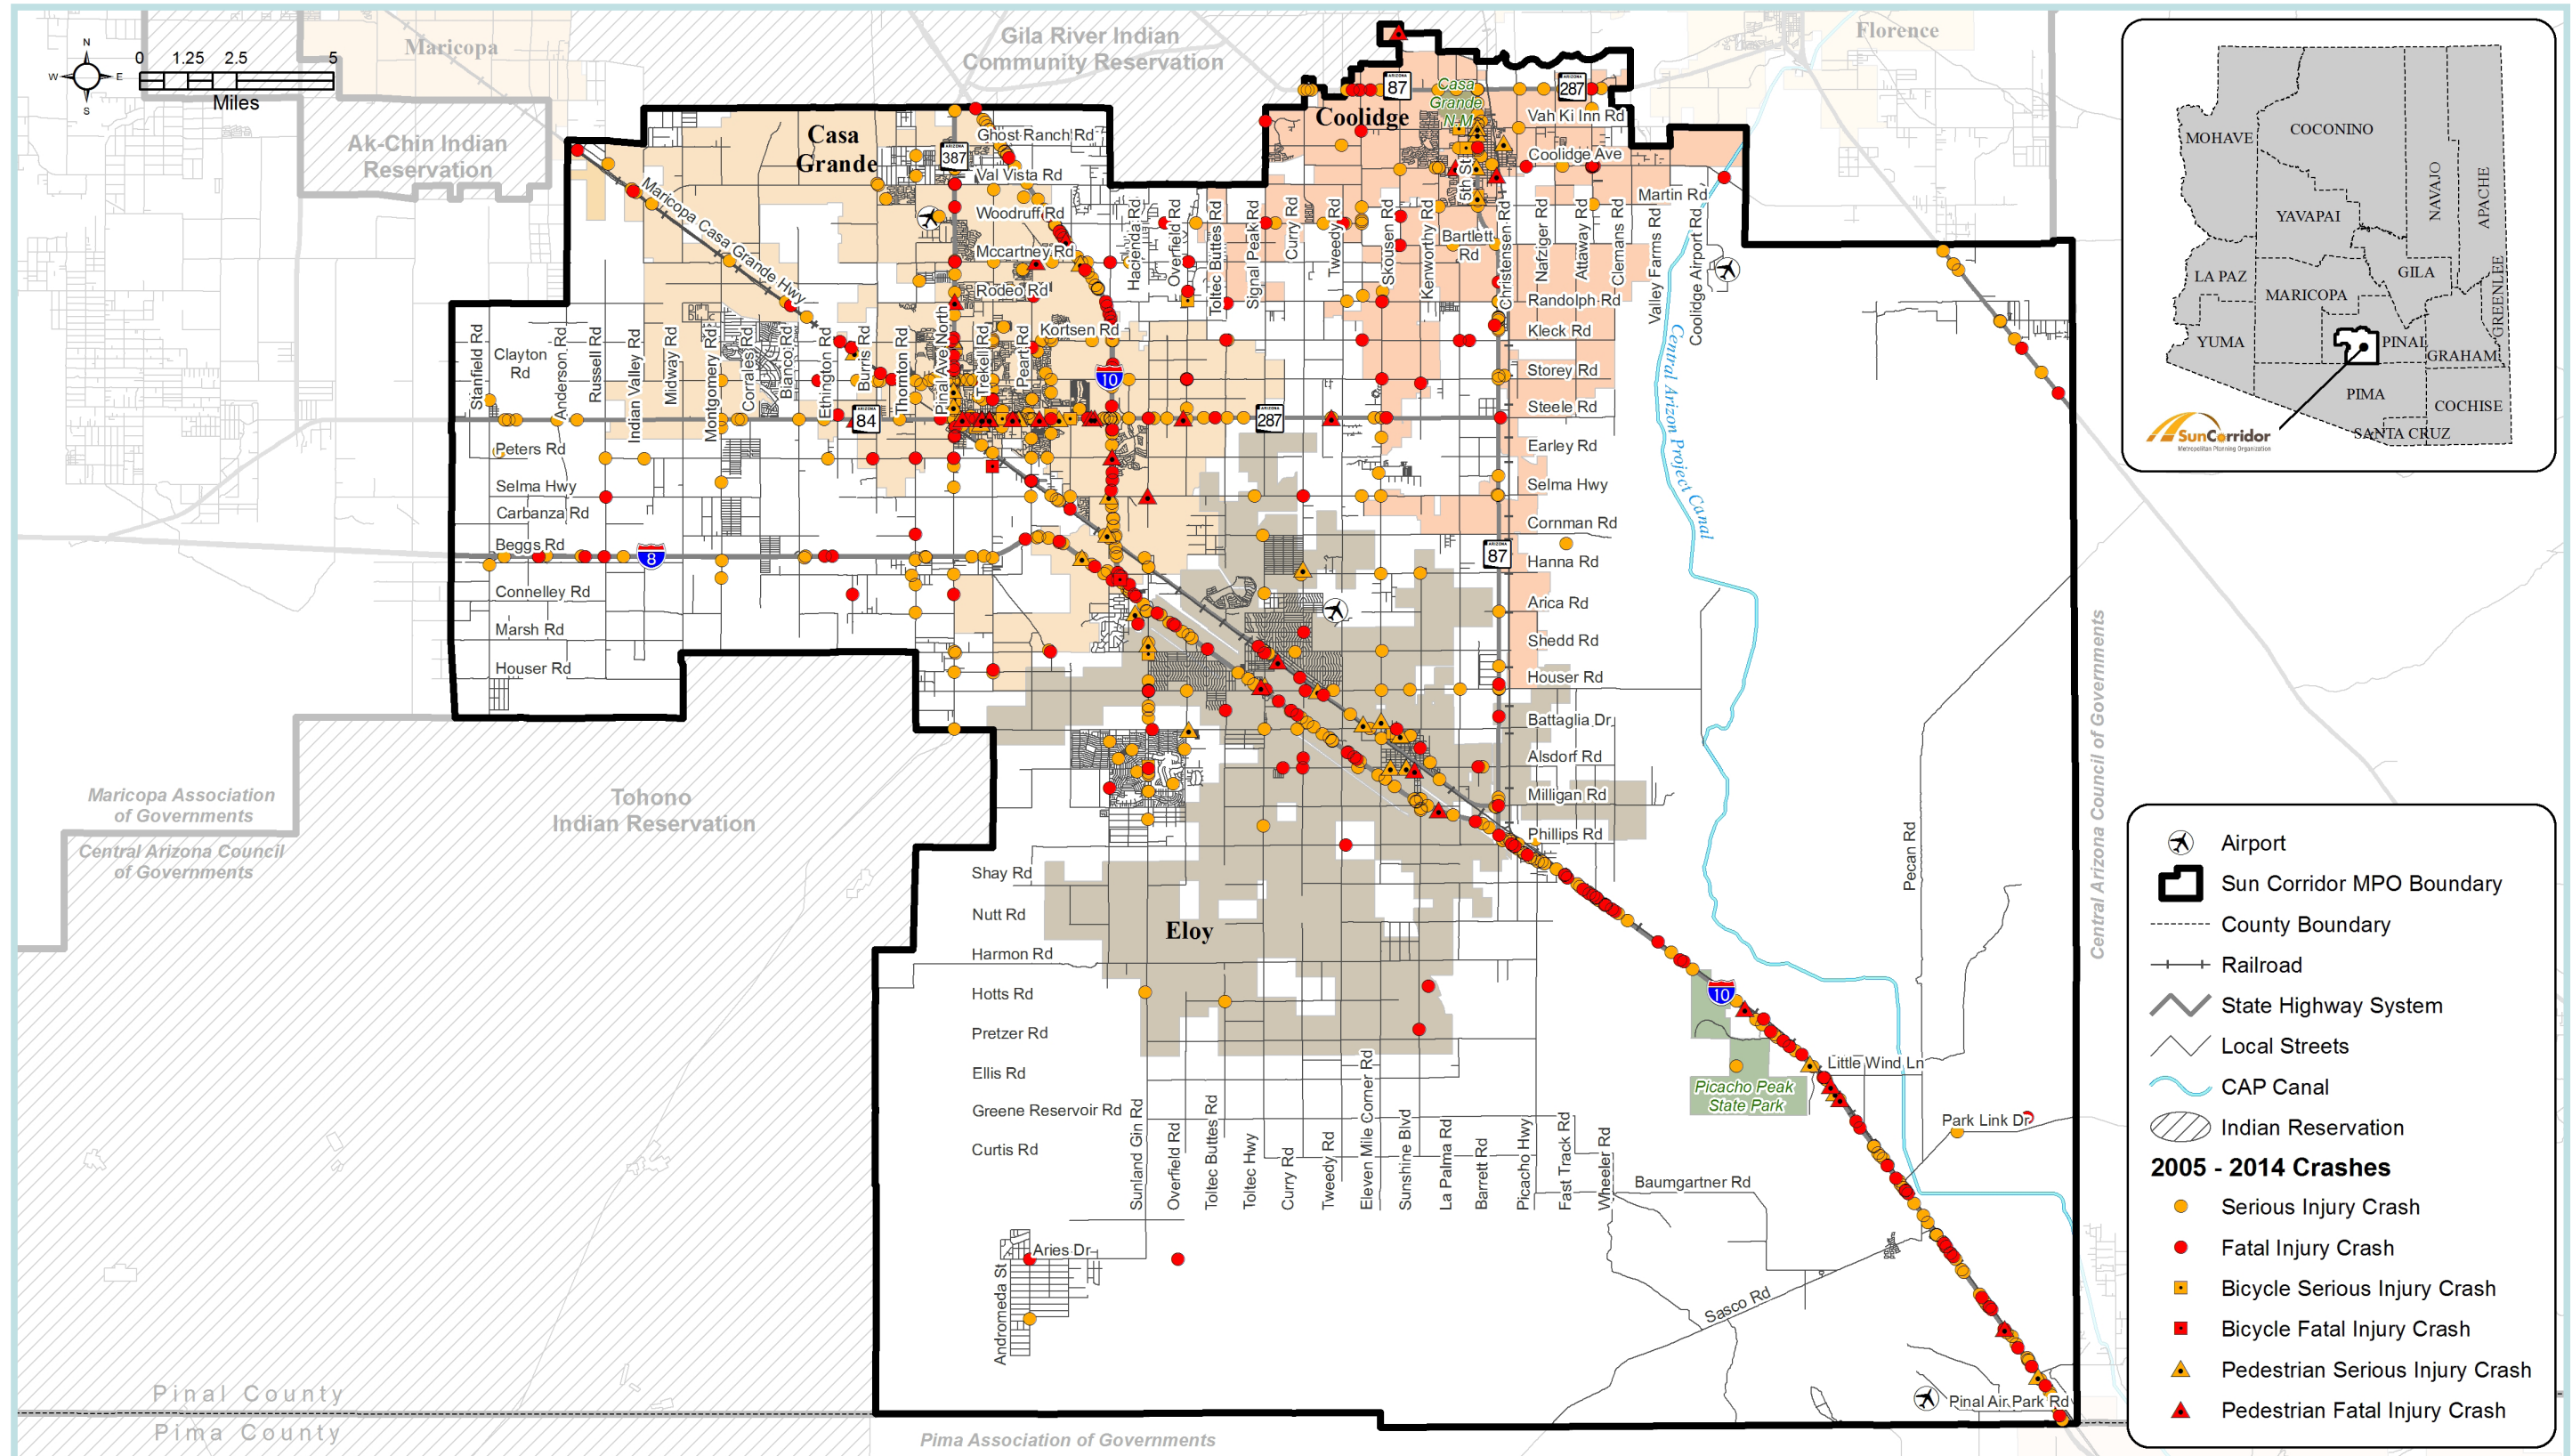 Maricopa
Gila River Indian
Community Reservation
Florence
N
W
E
S
0 1.25 2.5 5
Miles
Ak-Chin Indian
Reservation
Casa
Grande
Coolidge
Casa
Grande
N M
ARIZONA
87
ARIZONA
287
ARIZONA
387
Ghost Ranch Rd
Val Vista Rd
Woodruff Rd
Mccartney Rd
Rodeo Rd
Kortsen Rd
Maricopa Casa Grande Hwy
Vah Ki Inn Rd
Coolidge Ave
Martin Rd
5th St
Bartlett
Rd
Randolph Rd
Kleck Rd
Storey Rd
Steele Rd
Earley Rd
Selma Hwy
Cornman Rd
Hanna Rd
Arica Rd
Shedd Rd
Houser Rd
Battaglia Dr
Alsdorf Rd
Milligan Rd
Phillips Rd
Hacienda Rd
Overfield Rd
Toltec Buttes Rd
Signal Peak Rd
Curry Rd
Tweedy Rd
Skousen Rd
Kenworthy Rd
Christensen Rd
Nafziger Rd
Attaway Rd
Clemans Rd
Valley Farms Rd
Coolidge Airport Rd
Central Arizon Project Canal
Stanfield Rd
Clayton
Rd
Anderson Rd
Russell Rd
Indian Valley Rd
Midway Rd
Montgomery Rd
Corrales Rd
Bianco Rd
Ethington Rd
Burris Rd
Thornton Rd
Pinal Ave North
Trekell Rd
Peart Rd
10
ARIZONA
84
ARIZONA
287
ARIZONA
87
8
Peters Rd
Selma Hwy
Carbanza Rd
Beggs Rd
Connelley Rd
Marsh Rd
Houser Rd
Maricopa Association
of Governments
Central Arizona Council
of Governments
Tohono
Indian Reservation
Shay Rd
Nutt Rd
Harmon Rd
Hotts Rd
Pretzer Rd
Ellis Rd
Greene Reservoir Rd
Curtis Rd
Eloy
Sunland Gin Rd
Overfield Rd
Toltec Buttes Rd
Toltec Hwy
Curry Rd
Tweedy Rd
Eleven Mile Corner Rd
Sunshine Blvd
La Palma Rd
Barrett Rd
Picacho Hwy
Fast Track Rd
Wheeler Rd
10
Picacho Peak
State Park
Little Wind Ln
Park Link Dr
Pecan Rd
Baumgartner Rd
Sasco Rd
Pinal Air Park Rd
Aries Dr
Andromeda St
Pinal County
Pima County
Pima Association of Governments
Central Arizona Council of Governments
MOHAVE
COCONINO
NAVAJO
APACHE
YAVAPAI
LA PAZ
GILA
MARICOPA
GREENLEE
YUMA
PINAL
GRAHAM
PIMA
COCHISE
SANTA CRUZ
SunCorridor
Metropolitan Planning Organization
Airport
Sun Corridor MPO Boundary
County Boundary
Railroad
State Highway System
Local Streets
CAP Canal
Indian Reservation
2005 - 2014 Crashes
Serious Injury Crash
Fatal Injury Crash
Bicycle Serious Injury Crash
Bicycle Fatal Injury Crash
Pedestrian Serious Injury Crash
Pedestrian Fatal Injury Crash